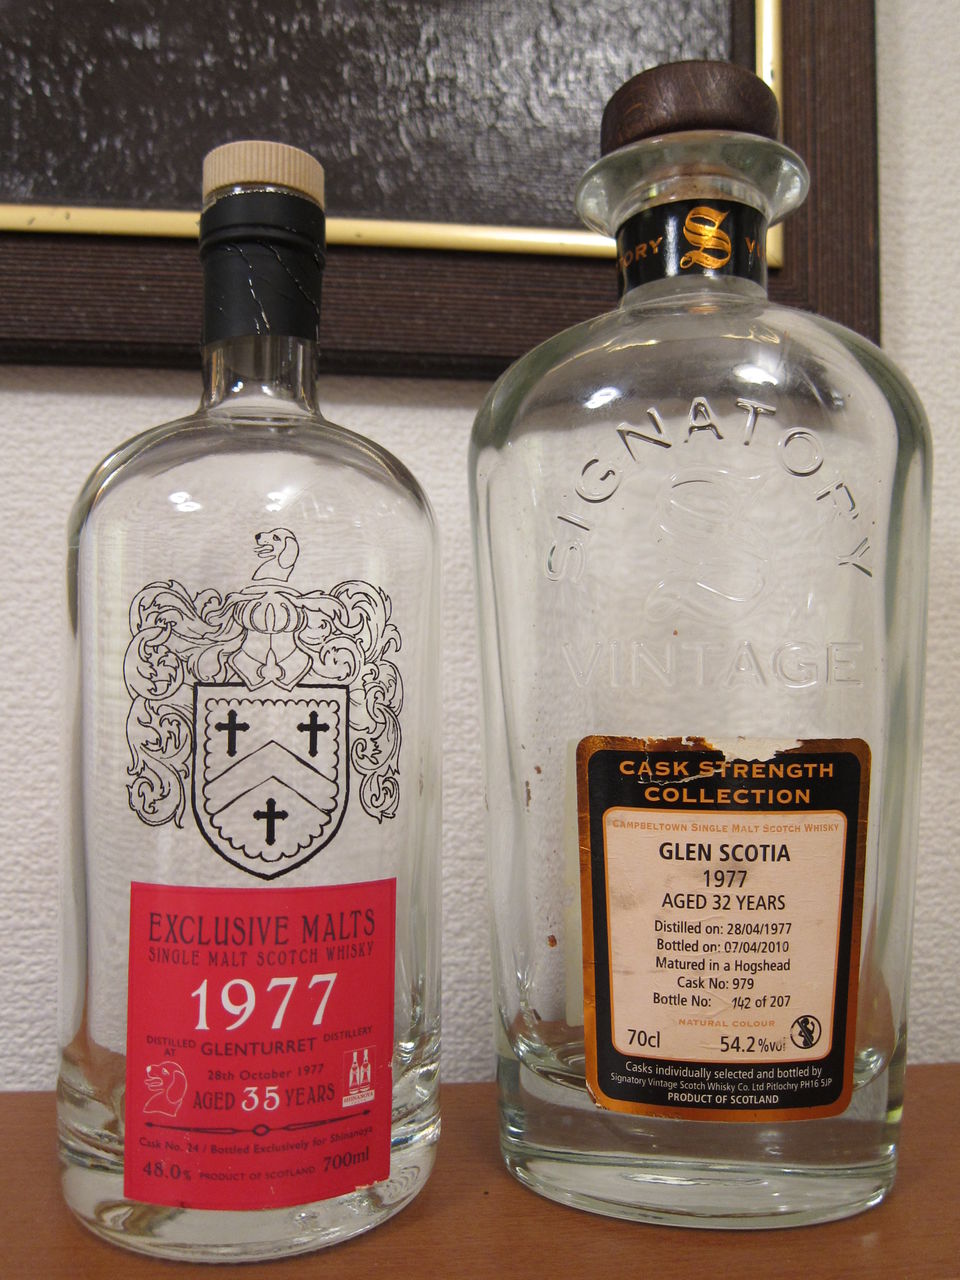 EXCLUSIVE MALTS
SINGLE MALT SCOTCH WHISKY
1977
DISTILLED AT GLENTURRET DISTILLERY
28th October 1977
AGED 35 YEARS
SHINANOYA
Cask No. 24 / Bottled Exclusively for Shinanoya
48.0% PRODUCT OF SCOTLAND 700ml
S
SIGNATORY
VINTAGE
CASK STRENGTH
COLLECTION
CAMPBELTOWN SINGLE MALT SCOTCH WHISKY
GLEN SCOTIA
1977
AGED 32 YEARS
Distilled on: 28/04/1977
Bottled on: 07/04/2010
Matured in a Hogshead
Cask No: 979
Bottle No: 142 of 207
NATURAL COLOUR
70cl 54.2%vol
Casks individually selected and bottled by
Signatory Vintage Scotch Whisky Co. Ltd Pitlochry PH16 5JP
PRODUCT OF SCOTLAND